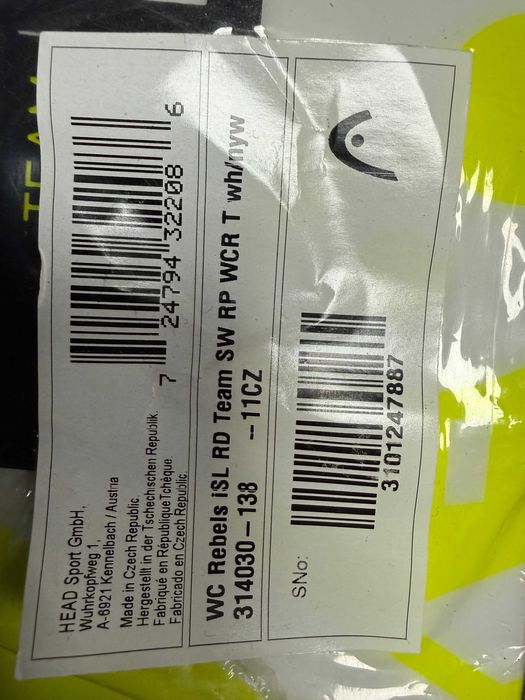 TEAM
HEAD Sport GmbH,
Wuhrkopfweg 1,
A-6921 Kennelbach / Austria
Made in Czech Republic.
Hergestellt in der Tschechischen Republik
Fabriqué en République Tchèque
Fabricado en Czech Republic
7 24794 32208 6
WC Rebels iSL RD Team SW RP WCR T wh/nyw
314030-138 --11CZ
SNo:
3101247887